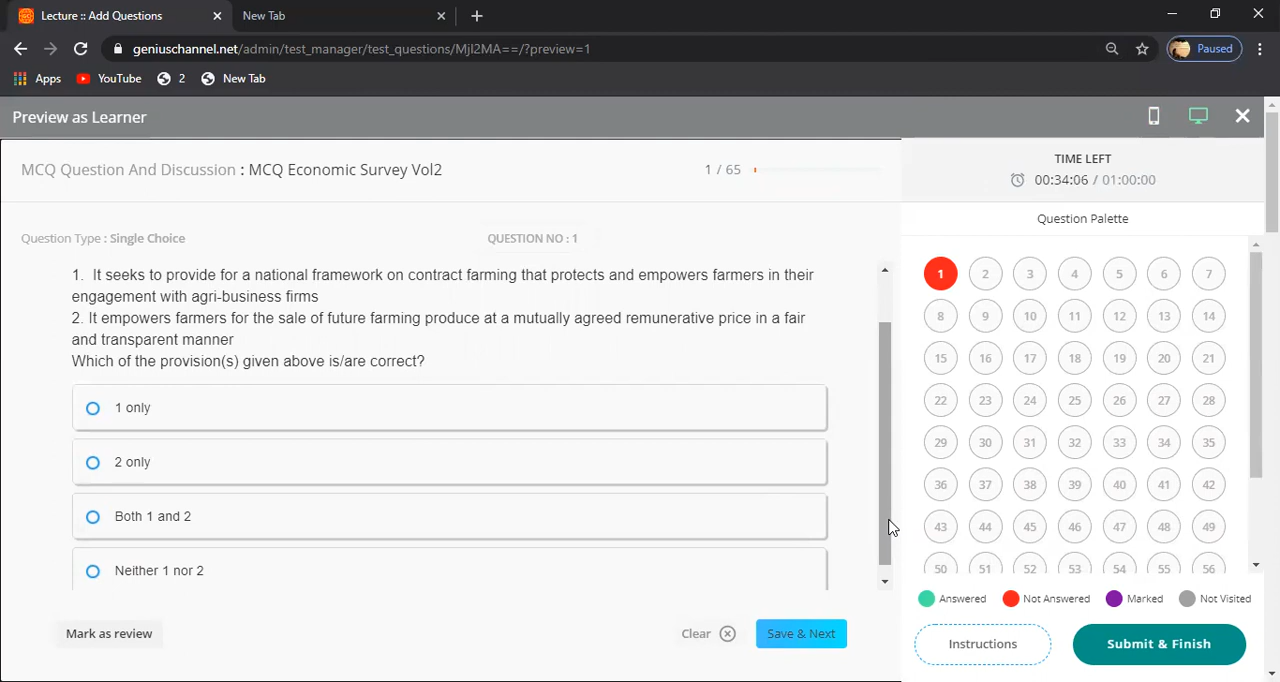 Lecture :: Add Questions
New Tab
geniuschannel.net/admin/test_manager/test_questions/MjI2MA==/?preview=1
Paused
Apps
YouTube
2
New Tab
Preview as Learner
MCQ Question And Discussion : MCQ Economic Survey Vol2
1 / 65
TIME LEFT
00:34:06 / 01:00:00
Question Palette
Question Type : Single Choice
QUESTION NO : 1
1. It seeks to provide for a national framework on contract farming that protects and empowers farmers in their
engagement with agri-business firms
2. It empowers farmers for the sale of future farming produce at a mutually agreed remunerative price in a fair
and transparent manner
Which of the provision(s) given above is/are correct?
1 only
2 only
Both 1 and 2
Neither 1 nor 2
Mark as review
Clear
Save & Next
1 2 3 4 5 6 7
8 9 10 11 12 13 14
15 16 17 18 19 20 21
22 23 24 25 26 27 28
29 30 31 32 33 34 35
36 37 38 39 40 41 42
43 44 45 46 47 48 49
50 51 52 53 54 55 56
Answered Not Answered Marked Not Visited
Instructions
Submit & Finish